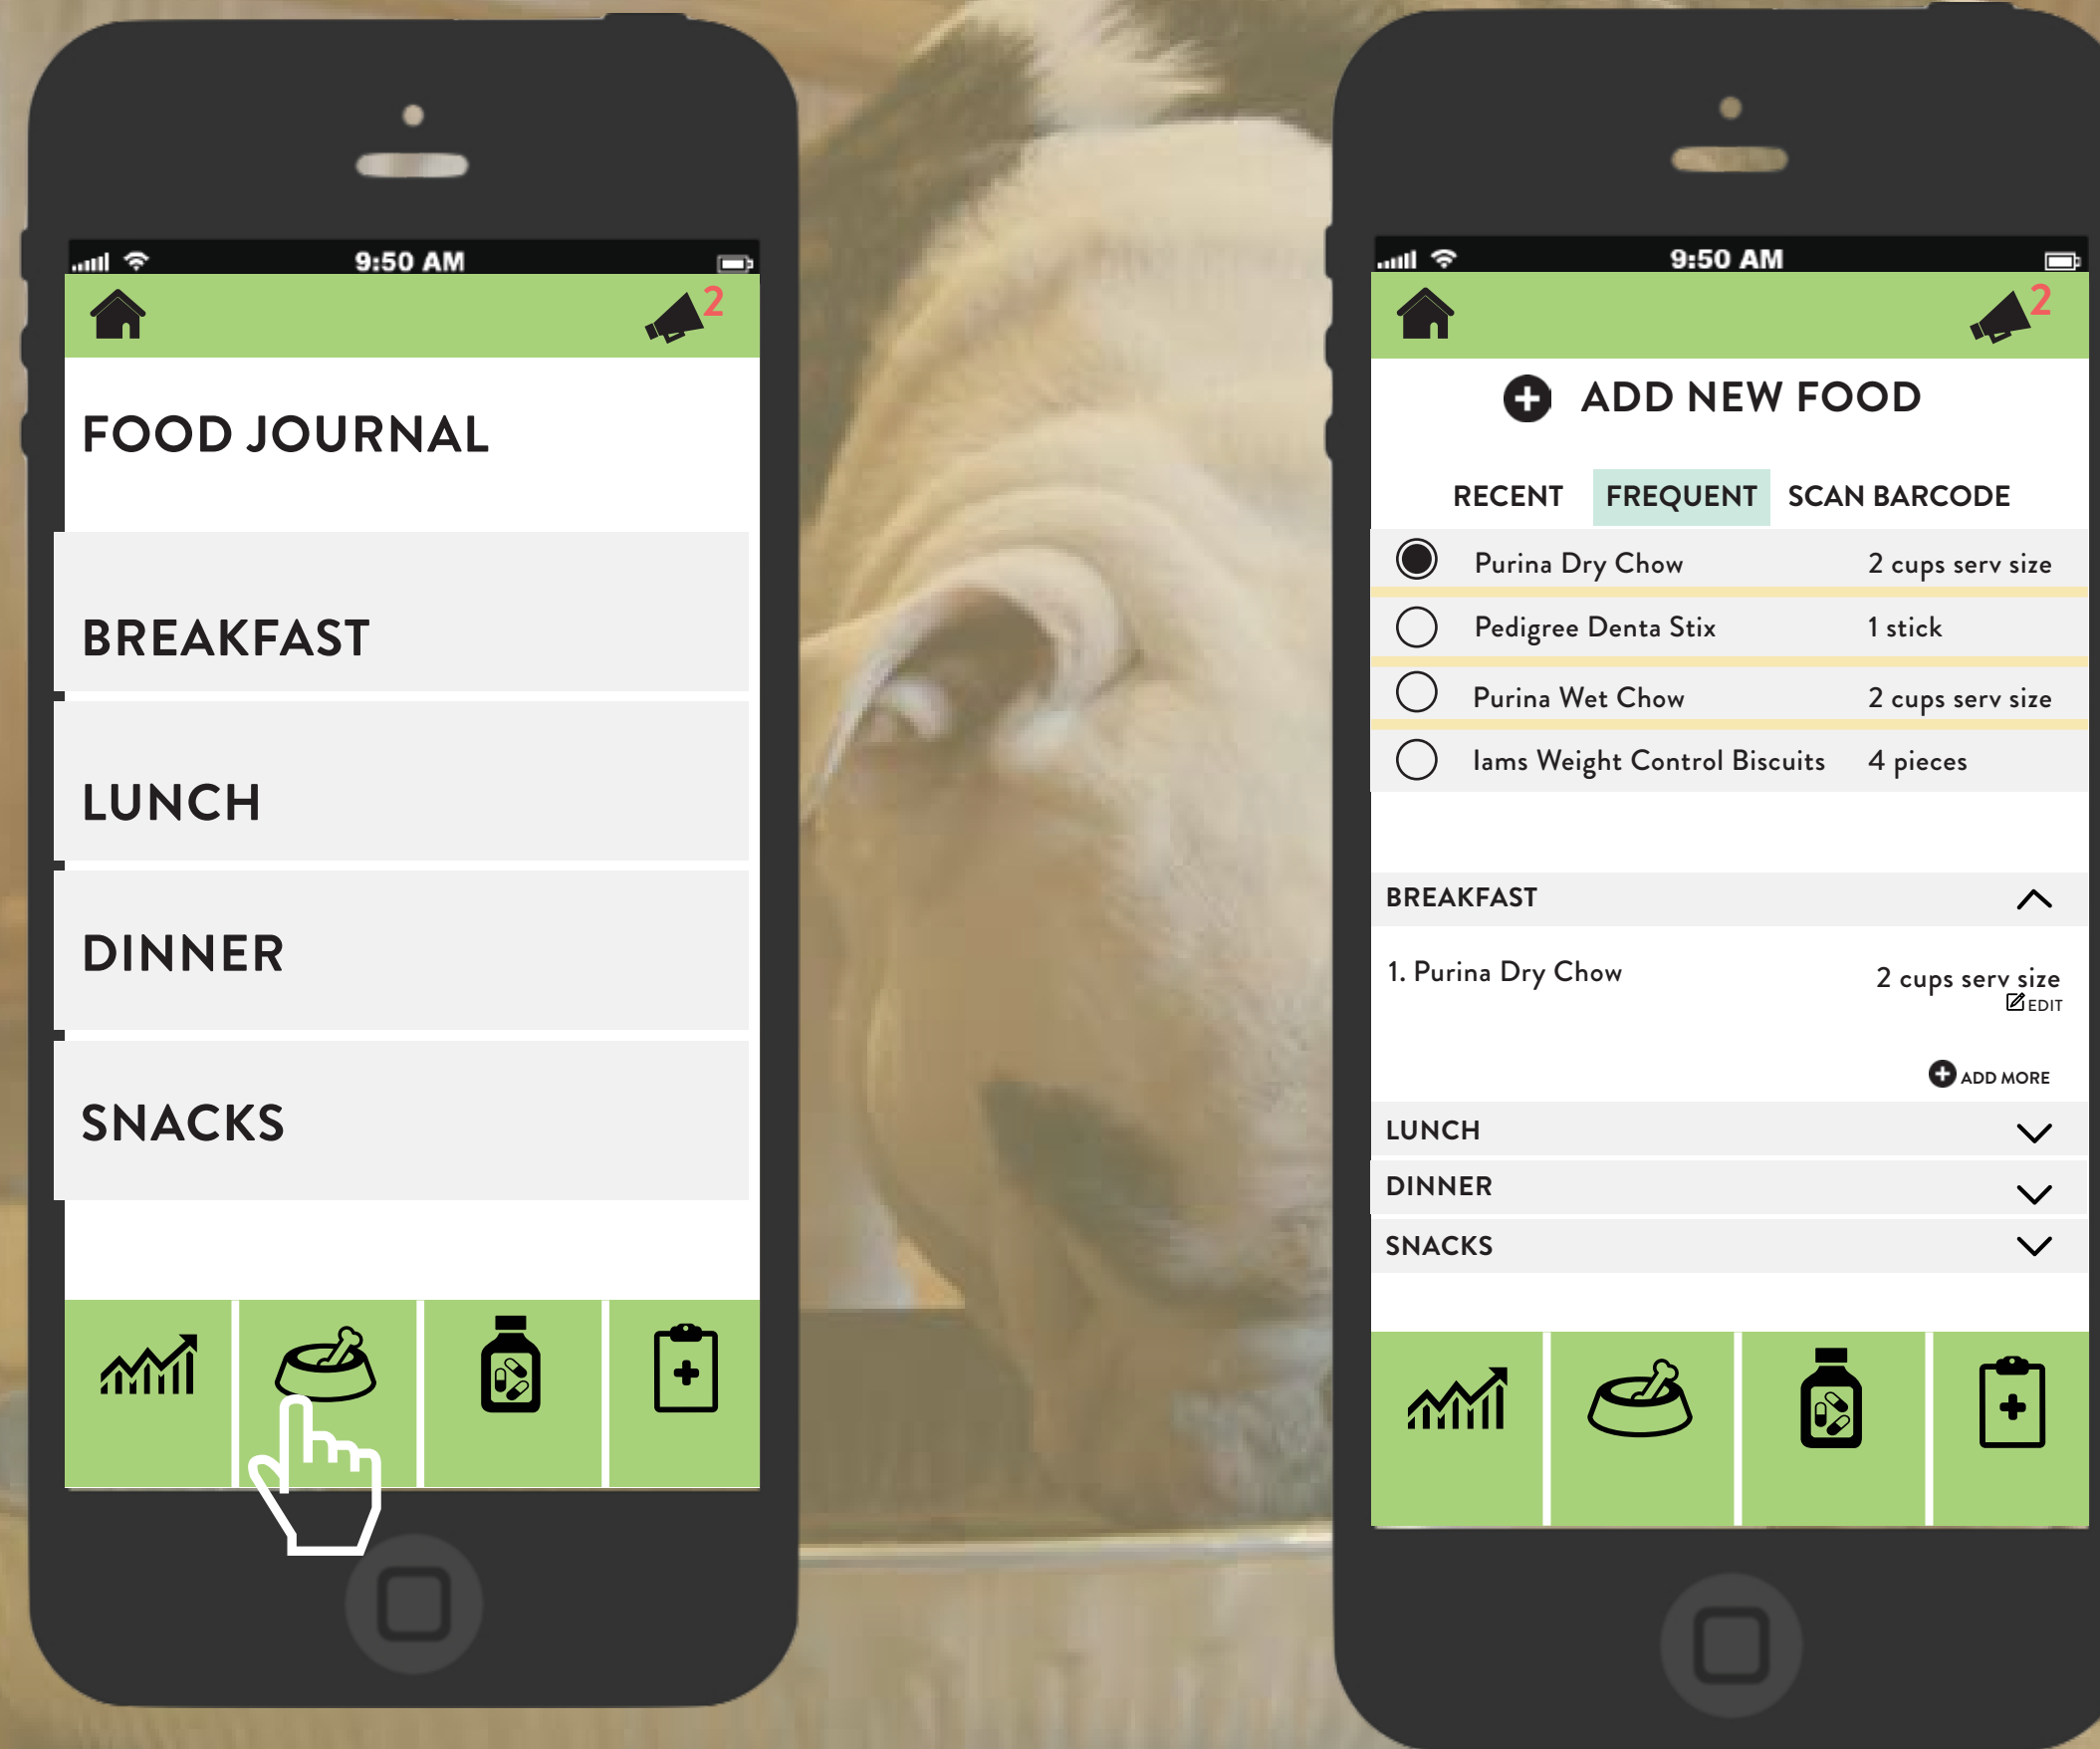 9:50 AM
2
FOOD JOURNAL
BREAKFAST
LUNCH
DINNER
SNACKS
9:50 AM
2
ADD NEW FOOD
RECENT FREQUENT SCAN BARCODE
Purina Dry Chow 2 cups serv size
Pedigree Denta Stix 1 stick
Purina Wet Chow 2 cups serv size
Iams Weight Control Biscuits 4 pieces
BREAKFAST
1. Purina Dry Chow 2 cups serv size
EDIT
ADD MORE
LUNCH
DINNER
SNACKS